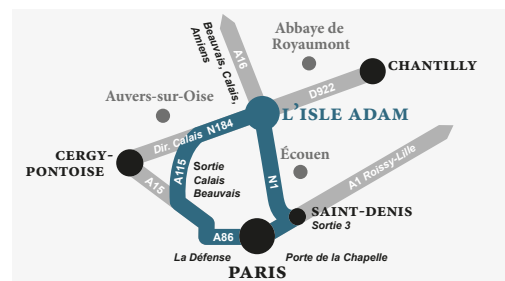 Beauvais, Calais,
Amiens
A16
Abbaye de
Royaumont
CHANTILLY
D922
Auvers-sur-Oise
L'ISLE ADAM
Dir. Calais N184
CERGY-
PONTOISE
A15
A115
Sortie
Calais
Beauvais
Écouen
N1
A1 Roissy-Lille
SAINT-DENIS
Sortie 3
A86
La Défense
Porte de la Chapelle
PARIS